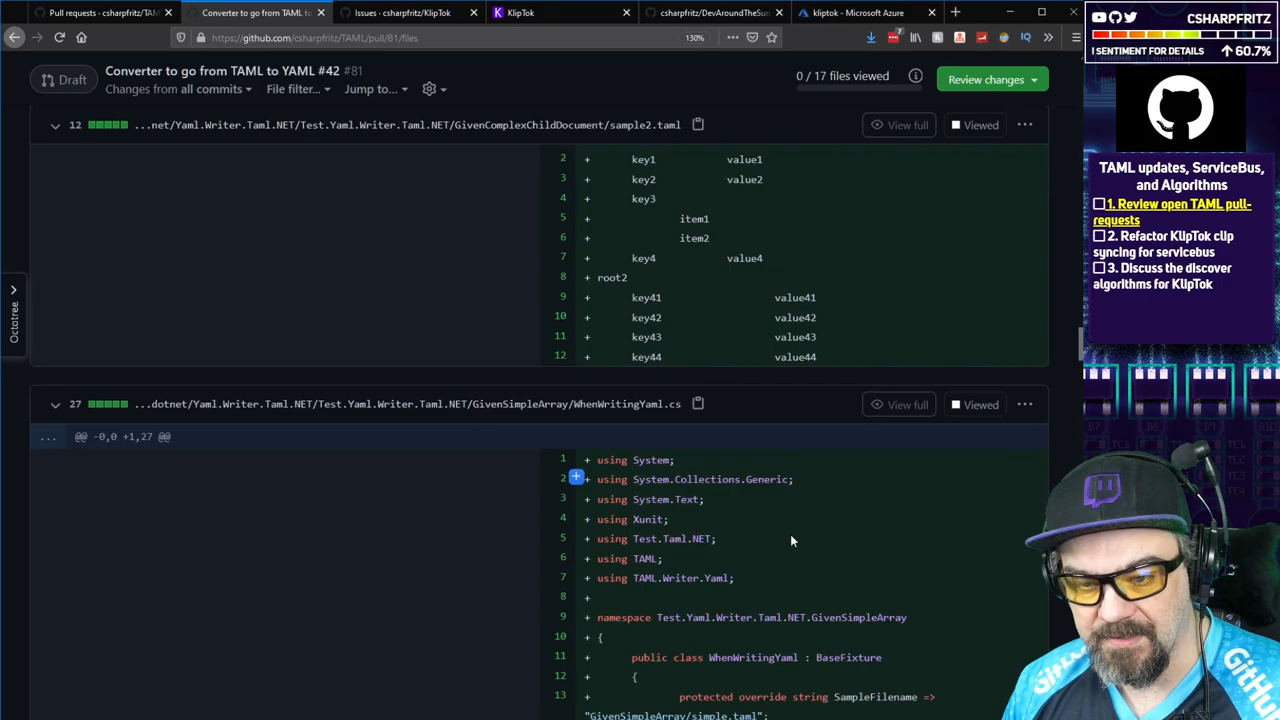 Pull requests · csharpfritz/TAM
Converter to go from TAML to
Issues · csharpfritz/KlipTok
KlipTok
csharpfritz/DevAroundTheSun
kliptok - Microsoft Azure
https://github.com/csharpfritz/TAML/pull/81/files
130%
7
Draft
Converter to go from TAML to YAML #42 #81
Changes from all commits
File
Jump to...
0 / 17 files viewed
Review changes
12
...net/Yaml.Writer.Taml.NET/Test.Yaml.Writer.Taml.NET/GivenComplexChildDocument/sample2.taml
View full
Viewed
2 + key1 value1
3 + key2 value2
4 + key3
5 + item1
6 + item2
7 + key4 value4
8 + root2
9 + key41 value41
10 + key42 value42
11 + key43 value43
12 + key44 value44
27
...dotnet/Yaml.Writer.Taml.NET/Test.Yaml.Writer.Taml.NET/GivenSimpleArray/WhenWritingYaml.cs
View full
Viewed
... @@ -0,0 +1,27 @@
1 + using System;
2 + using System.Collections.Generic;
3 + using System.Text;
4 + using Xunit;
5 + using Test.Taml.NET;
6 + using TAML;
7 + using TAML.Writer.Yaml;
8 +
9 + namespace Test.Yaml.Writer.Taml.NET.GivenSimpleArray
10 + {
11 + public class WhenWritingYaml : BaseFixture
12 + {
13 + protected override string SampleFilename =>
"GivenSimpleArray/simple.taml";
Octotree
CSHARPFRITZ
! SENTIMENT FOR DETAILS
60.7%
TAML updates, ServiceBus,
and Algorithms
1. Review open TAML pull-
requests
2. Refactor KlipTok clip
syncing for servicebus
3. Discuss the discover
algorithms for KlipTok
D7
D8
D9
GitHub